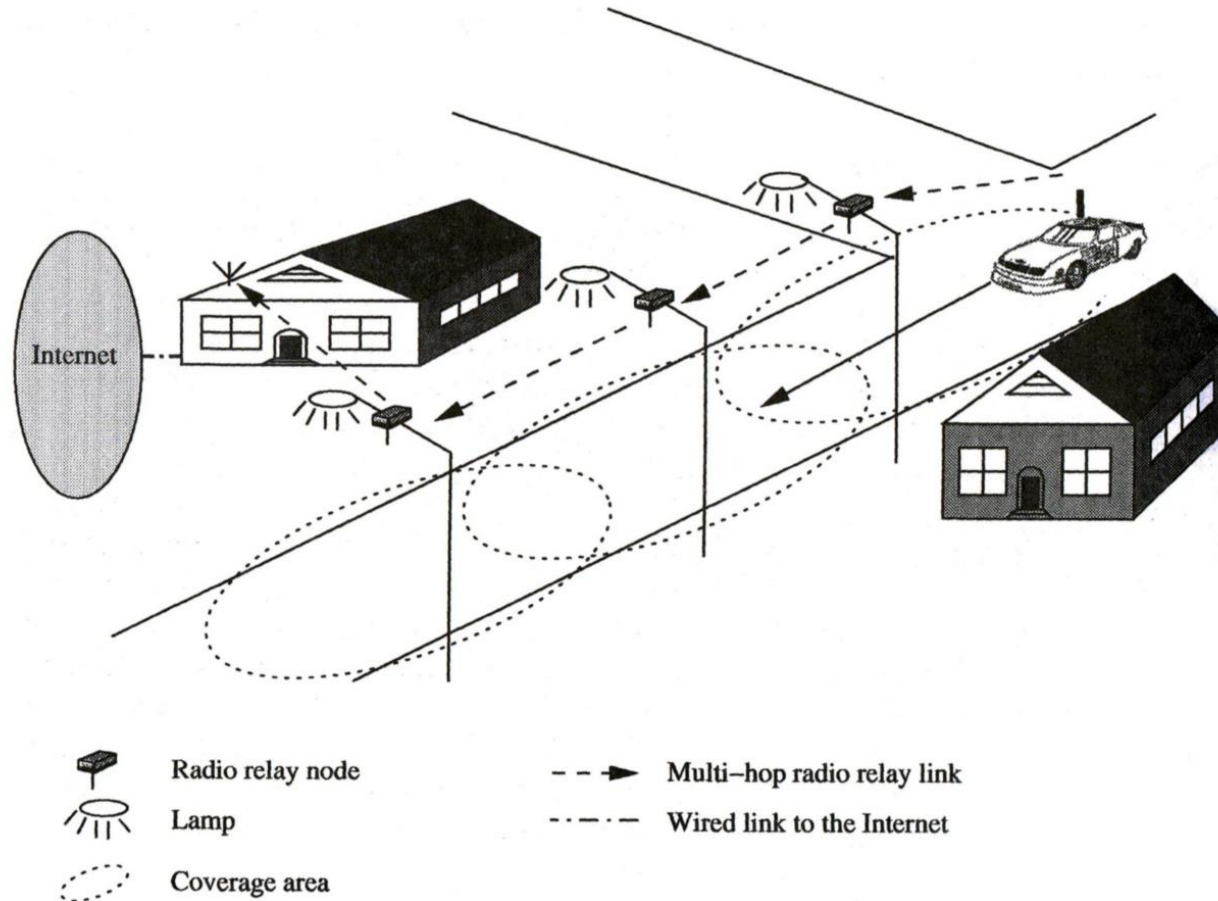 Internet
Radio relay node
Multi-hop radio relay link
Lamp
Wired link to the Internet
Coverage area